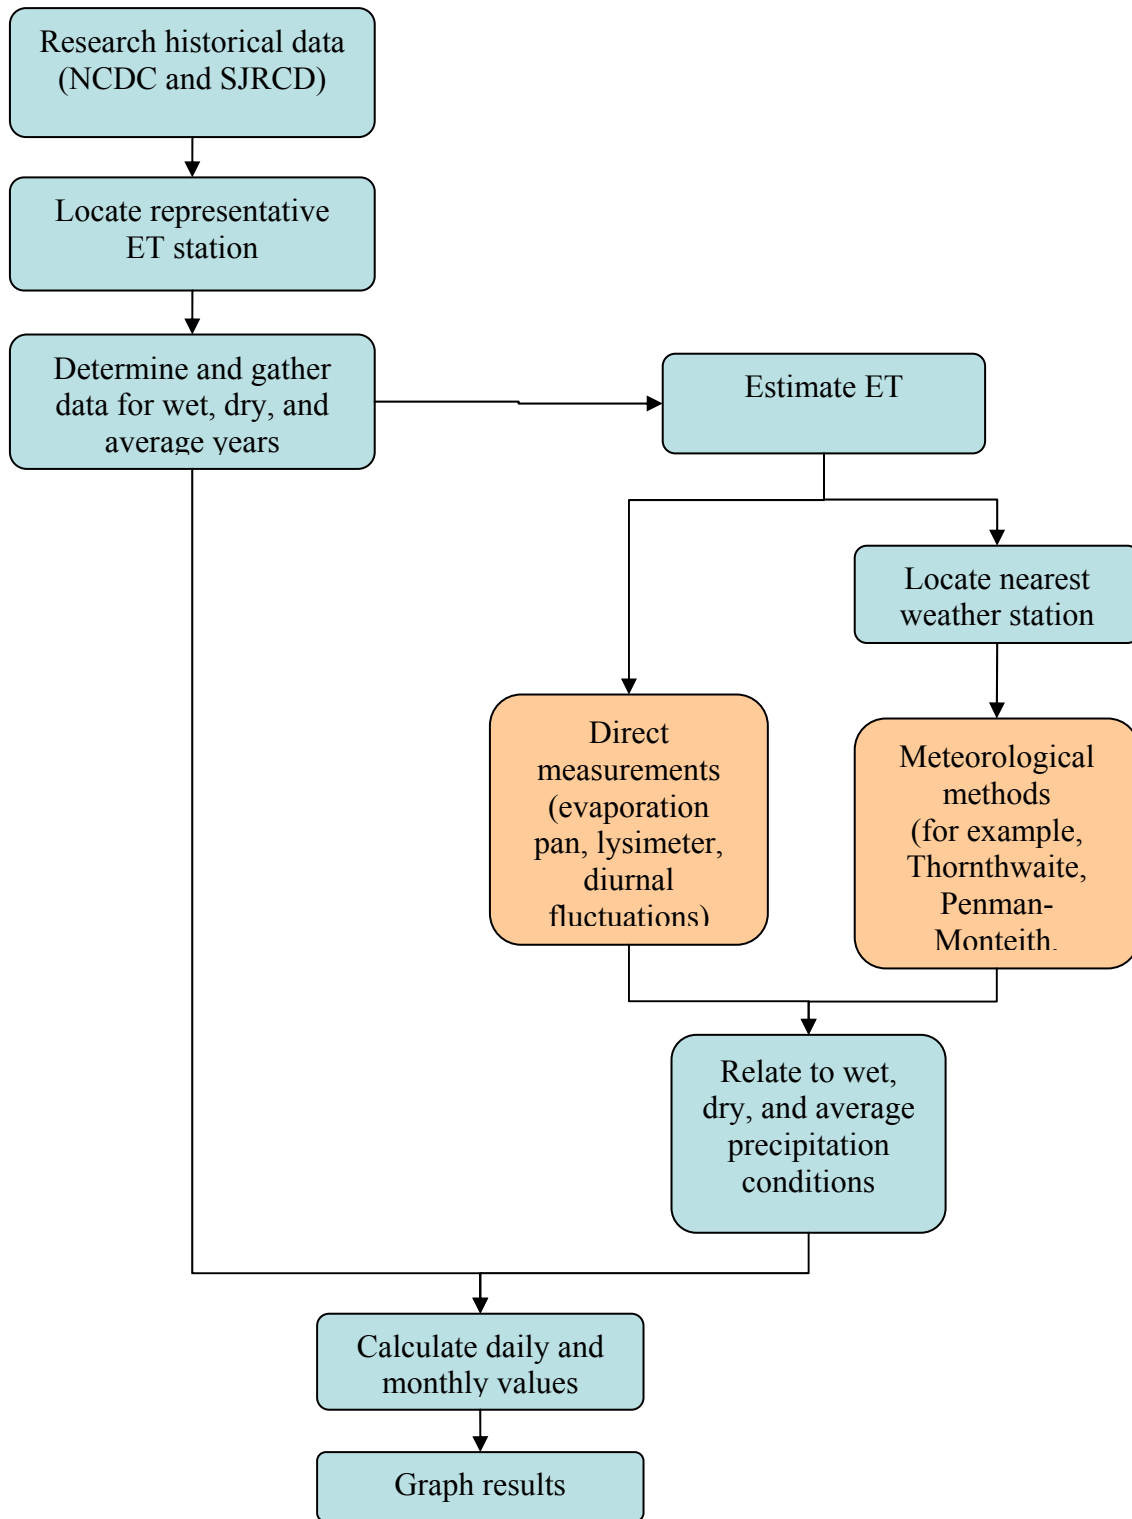 Research historical data
(NCDC and SJRCD)
Locate representative
ET station
Determine and gather
data for wet, dry, and
average years
Estimate ET
Locate nearest
weather station
Direct
measurements
(evaporation
pan, lysimeter,
diurnal
fluctuations)
Meteorological
methods
(for example,
Thornthwaite,
Penman-
Monteith.
Relate to wet,
dry, and average
precipitation
conditions
Calculate daily and
monthly values
Graph results